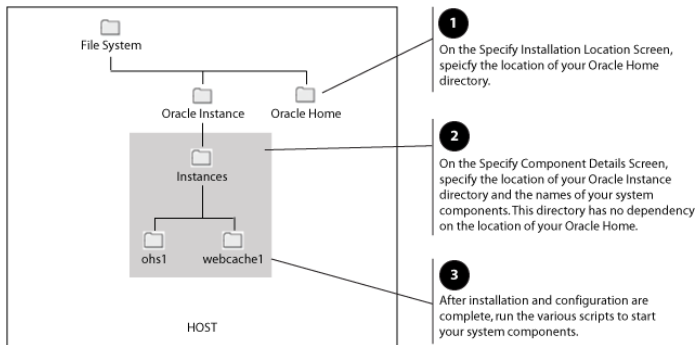 File System
Oracle Instance
Oracle Home
Instances
ohs1
webcache1
HOST
1
On the Specify Installation Location Screen,
speicfy the location of your Oracle Home
directory.
2
On the Specify Component Details Screen,
specify the location of your Oracle Instance
directory and the names of your system
components. This directory has no dependency
on the location of your Oracle Home.
3
After installation and configuration are
complete, run the various scripts to start
your system components.